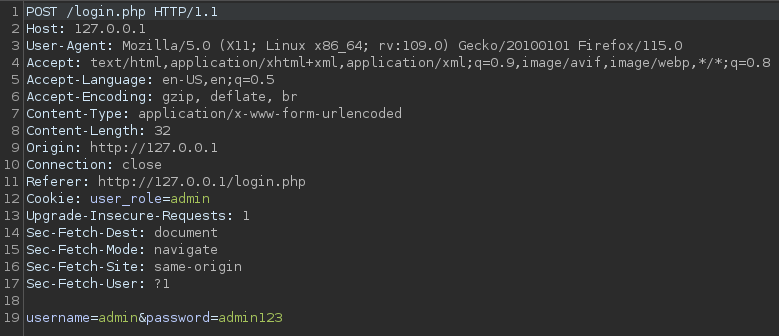 1 POST /login.php HTTP/1.1
2 Host: 127.0.0.1
3 User-Agent: Mozilla/5.0 (X11; Linux x86_64; rv:109.0) Gecko/20100101 Firefox/115.0
4 Accept: text/html,application/xhtml+xml,application/xml;q=0.9,image/avif,image/webp,*/*;q=0.8
5 Accept-Language: en-US,en;q=0.5
6 Accept-Encoding: gzip, deflate, br
7 Content-Type: application/x-www-form-urlencoded
8 Content-Length: 32
9 Origin: http://127.0.0.1
10 Connection: close
11 Referer: http://127.0.0.1/login.php
12 Cookie: user_role=admin
13 Upgrade-Insecure-Requests: 1
14 Sec-Fetch-Dest: document
15 Sec-Fetch-Mode: navigate
16 Sec-Fetch-Site: same-origin
17 Sec-Fetch-User: ?1
18
19 username=admin&password=admin123